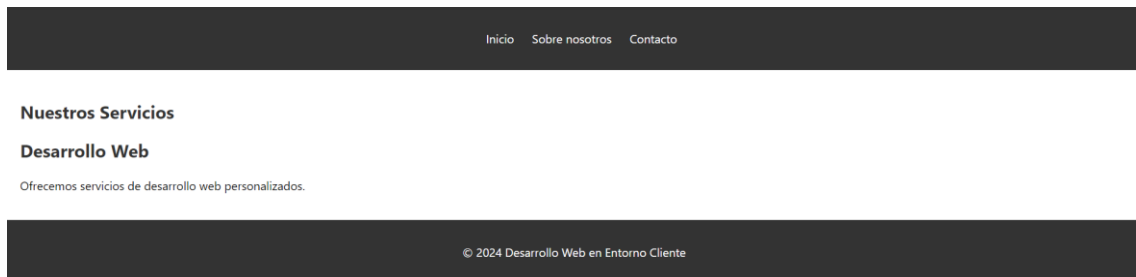 Inicio Sobre nosotros Contacto
Nuestros Servicios
Desarrollo Web
Ofrecemos servicios de desarrollo web personalizados.
© 2024 Desarrollo Web en Entorno Cliente